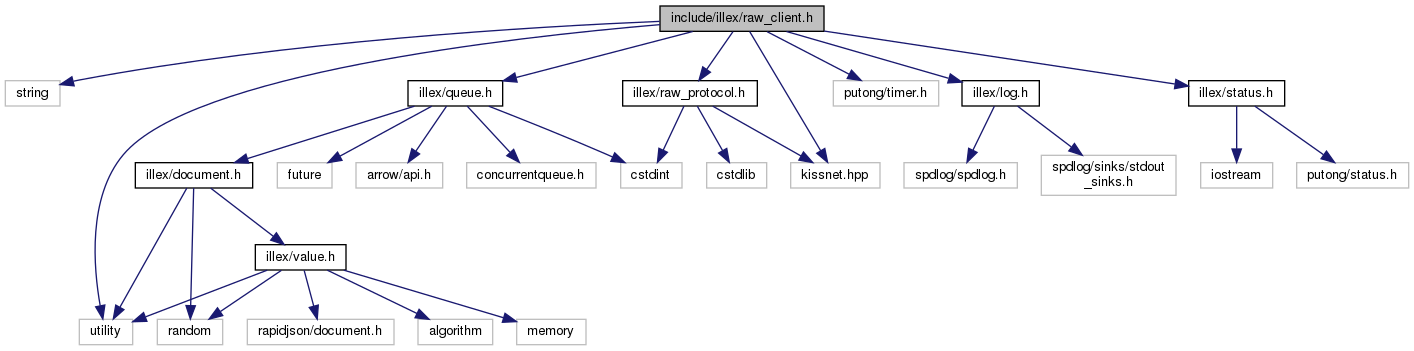 include/illex/raw_client.h
string
illex/queue.h
illex/raw_protocol.h
putong/timer.h
illex/log.h
illex/status.h
illex/document.h
future
arrow/api.h
concurrentqueue.h
cstdint
cstdlib
kissnet.hpp
spdlog/spdlog.h
spdlog/sinks/stdout
_sinks.h
iostream
putong/status.h
illex/value.h
utility
random
rapidjson/document.h
algorithm
memory